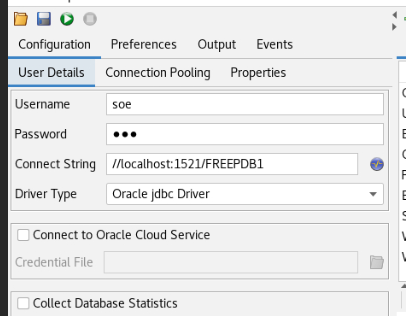 Configuration Preferences Output Events
User Details Connection Pooling Properties
Username soe
Password ●●●
Connect String //localhost:1521/FREEPDB1
Driver Type Oracle jdbc Driver
Connect to Oracle Cloud Service
Credential File
Collect Database Statistics